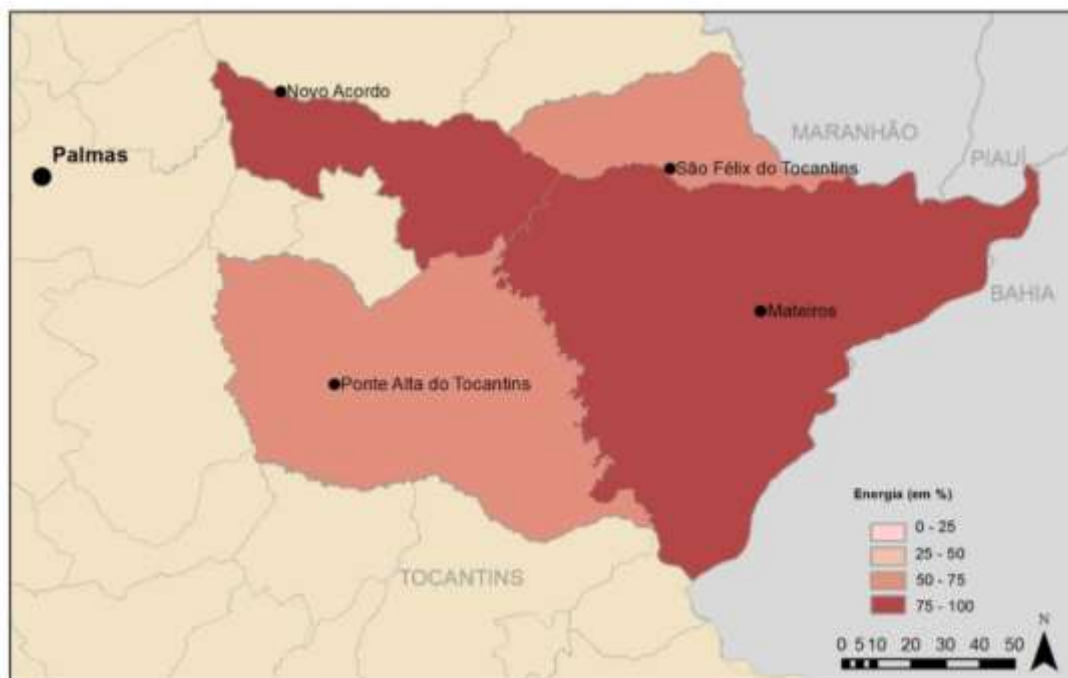 Novo Acordo
MARANHÃO
Palmas
PIAUÍ
São Félix do Tocantins
BAHIA
Mateiros
Ponte Alta do Tocantins
TOCANTINS
Energia (em %)
0 - 25
25 - 50
50 - 75
75 - 100
N
0 5 10 20 30 40 50